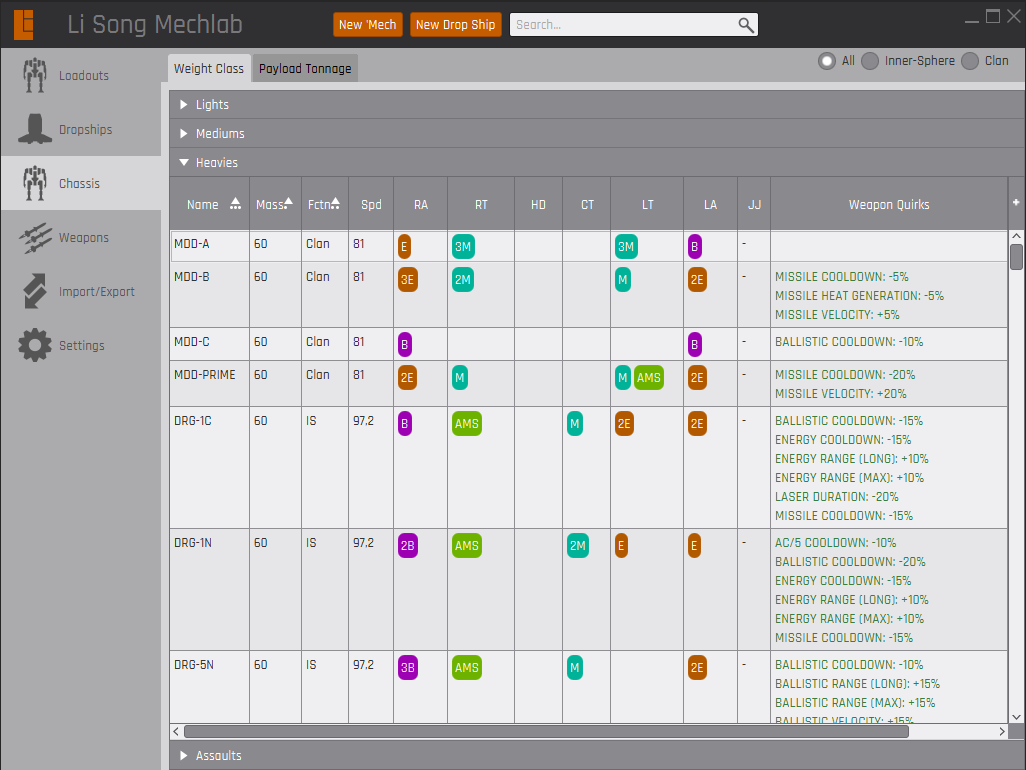 Li Song Mechlab
New 'Mech
New Drop Ship
Search...
Loadouts
Dropships
Chassis
Weapons
Import/Export
Settings
Weight Class
Payload Tonnage
All
Inner-Sphere
Clan
Lights
Mediums
Heavies
Name Mass Fctn Spd RA RT HD CT LT LA JJ Weapon Quirks +
MDD-A 60 Clan 81 E 3M 3M B -
MDD-B 60 Clan 81 3E 2M M 2E - MISSILE COOLDOWN: -5%
MISSILE HEAT GENERATION: -5%
MISSILE VELOCITY: +5%
MDD-C 60 Clan 81 B B - BALLISTIC COOLDOWN: -10%
MDD-PRIME 60 Clan 81 2E M M AMS 2E - MISSILE COOLDOWN: -20%
MISSILE VELOCITY: +20%
DRG-1C 60 IS 97,2 B AMS M 2E 2E - BALLISTIC COOLDOWN: -15%
ENERGY COOLDOWN: -15%
ENERGY RANGE (LONG): +10%
ENERGY RANGE (MAX): +10%
LASER DURATION: -20%
MISSILE COOLDOWN: -15%
DRG-1N 60 IS 97,2 2B AMS 2M E E - AC/5 COOLDOWN: -10%
BALLISTIC COOLDOWN: -20%
ENERGY COOLDOWN: -15%
ENERGY RANGE (LONG): +10%
ENERGY RANGE (MAX): +10%
MISSILE COOLDOWN: -15%
DRG-5N 60 IS 97,2 3B AMS M 2E - BALLISTIC COOLDOWN: -10%
BALLISTIC RANGE (LONG): +15%
BALLISTIC RANGE (MAX): +15%
BALLISTIC VELOCITY: +15%
Assaults